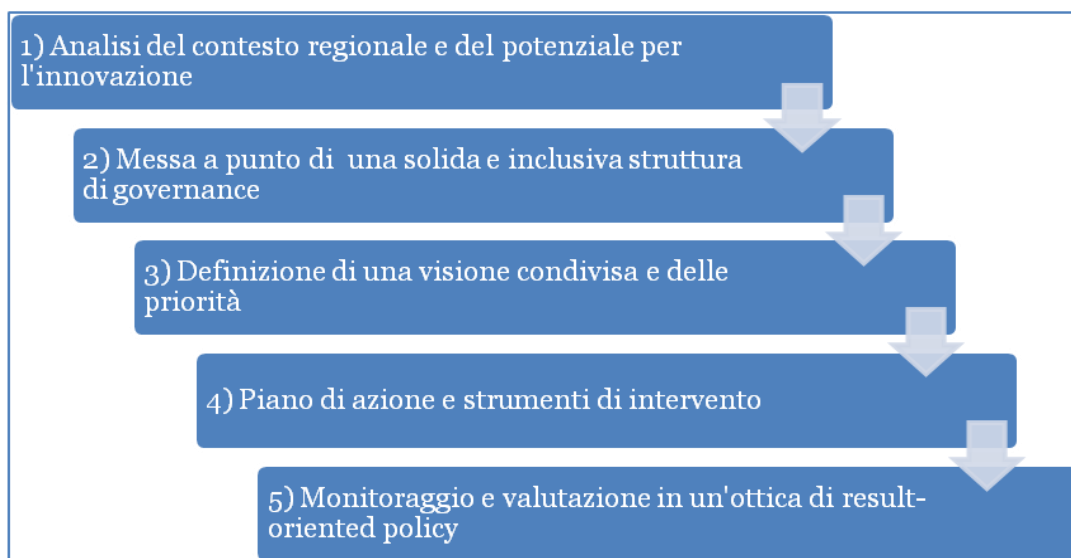 1) Analisi del contesto regionale e del potenziale per
l'innovazione
2) Messa a punto di  una solida e inclusiva struttura
di governance
3) Definizione di una visione condivisa e delle
priorità
4) Piano di azione e strumenti di intervento
5) Monitoraggio e valutazione in un'ottica di result-
oriented policy